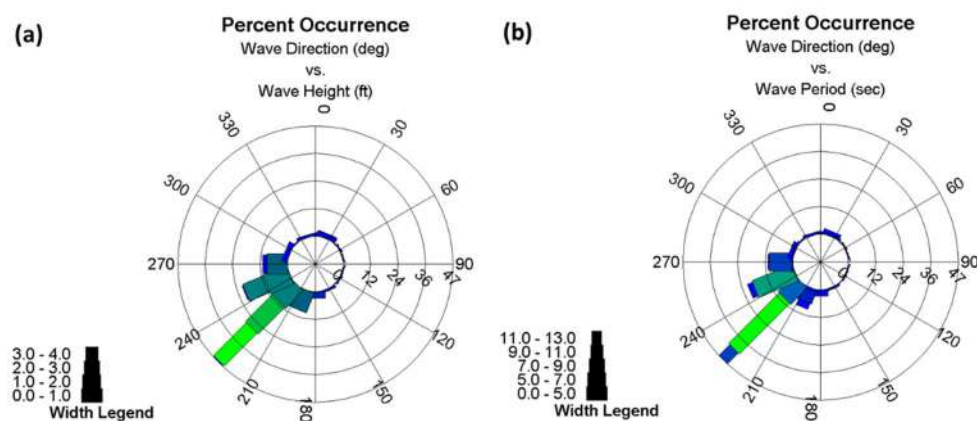 (a)
Percent Occurrence
Wave Direction (deg)
vs.
Wave Height (ft)
0
30
60
90
120
150
180
210
240
270
300
330
0 12 24 36 47
3.0 - 4.0
2.0 - 3.0
1.0 - 2.0
0.0 - 1.0
Width Legend
(b)
Percent Occurrence
Wave Direction (deg)
vs.
Wave Period (sec)
0
30
60
90
120
150
180
210
240
270
300
330
0 12 24 36 47
11.0 - 13.0
9.0 - 11.0
7.0 - 9.0
5.0 - 7.0
0.0 - 5.0
Width Legend